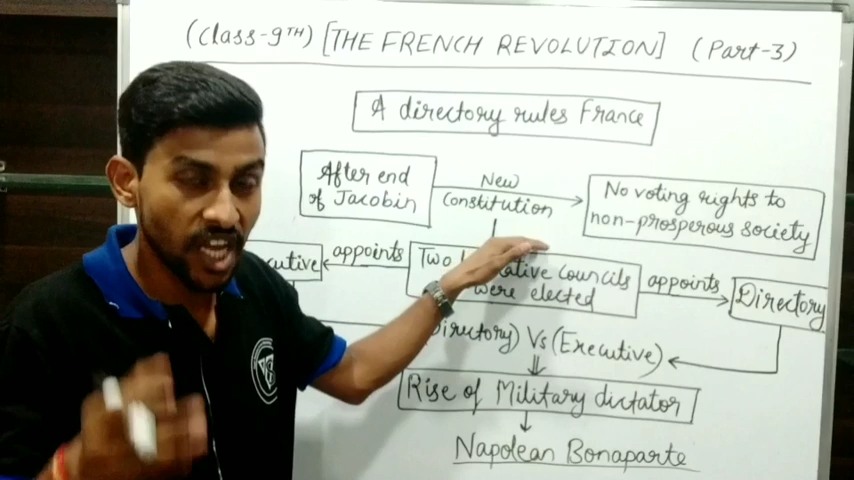 (Class-9TH) [THE FRENCH REVOLUTION] (Part-3)
A directory rules France
After end
of Jacobin
New
Constitution
No voting rights to
non-prosperous society
appoints
Two
Councils
were elected
appoints
Directory
Vs (Executive)
Rise of Military dictator
Napolean Bonaparte